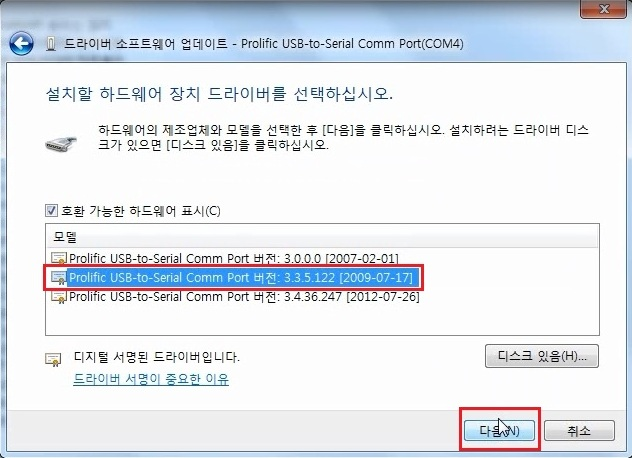 드라이버 소프트웨어 업데이트 - Prolific USB-to-Serial Comm Port(COM4)
설치할 하드웨어 장치 드라이버를 선택하십시오.
하드웨어의 제조업체와 모델을 선택한 후 [다음]을 클릭하십시오. 설치하려는 드라이버 디스
크가 있으면 [디스크 있음]을 클릭하십시오.
호환 가능한 하드웨어 표시(C)
모델
Prolific USB-to-Serial Comm Port 버전: 3.0.0.0 [2007-02-01]
Prolific USB-to-Serial Comm Port 버전: 3.3.5.122 [2009-07-17]
Prolific USB-to-Serial Comm Port 버전: 3.4.36.247 [2012-07-26]
디지털 서명된 드라이버입니다.
디스크 있음(H)...
드라이버 서명이 중요한 이유
다음(N)
취소